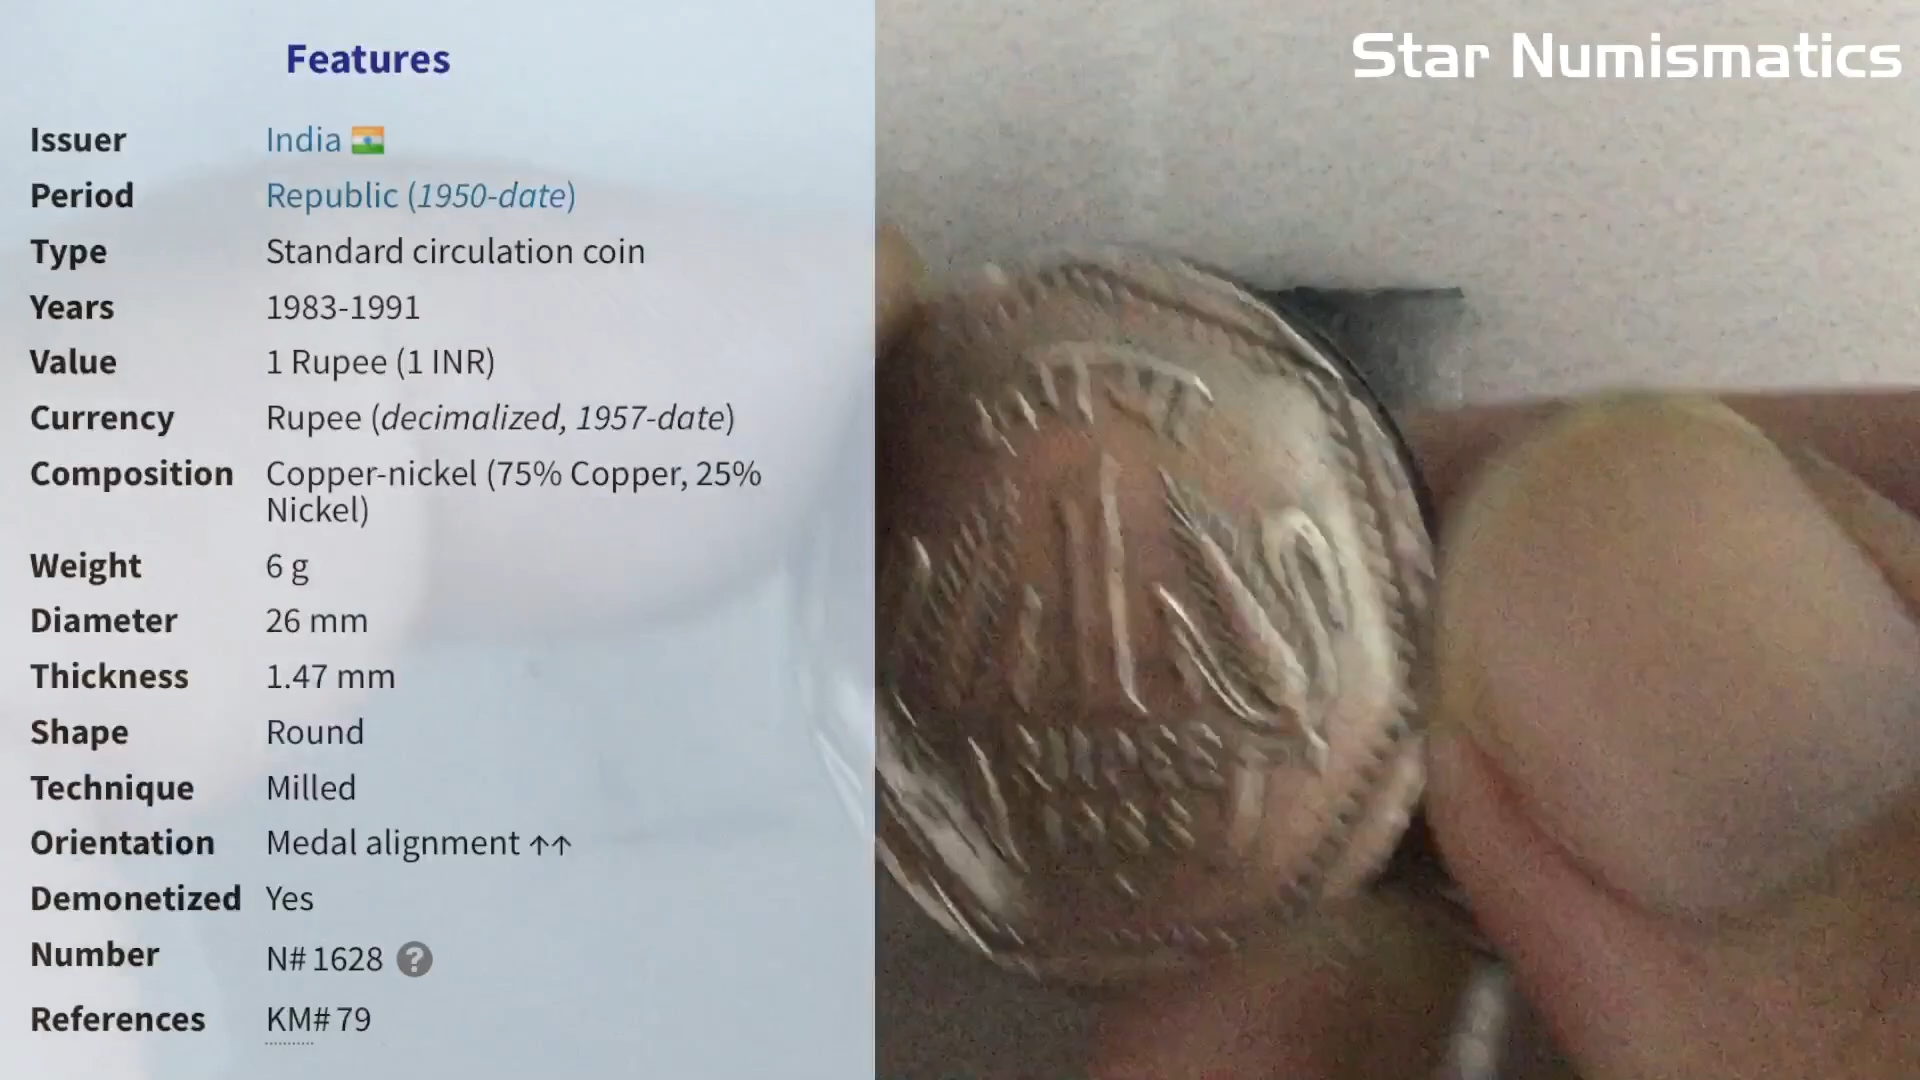 Star Numismatics
Features
Issuer India
Period Republic (1950-date)
Type Standard circulation coin
Years 1983-1991
Value 1 Rupee (1 INR)
Currency Rupee (decimalized, 1957-date)
Composition Copper-nickel (75% Copper, 25%
Nickel)
Weight 6 g
Diameter 26 mm
Thickness 1.47 mm
Shape Round
Technique Milled
Orientation Medal alignment ↑↑
Demonetized Yes
Number N# 1628 ?
References KM# 79